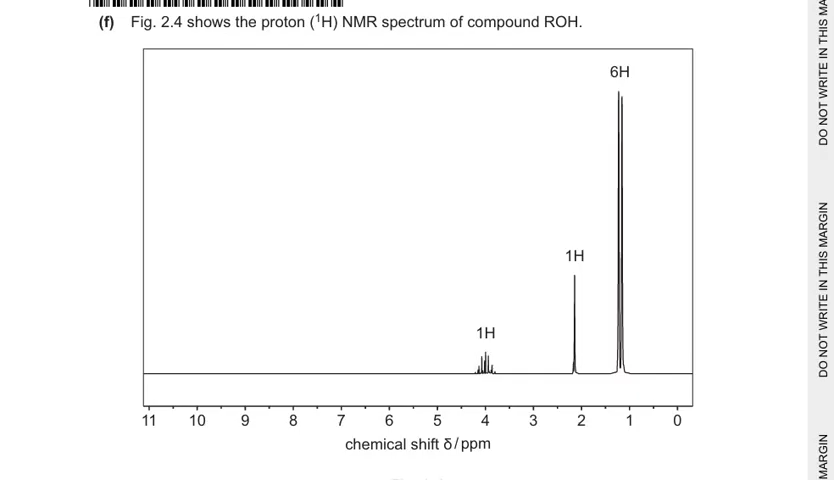 (f) Fig. 2.4 shows the proton (¹H) NMR spectrum of compound ROH.
6H
1H
1H
11 10 9 8 7 6 5 4 3 2 1 0
chemical shift δ / ppm
DO NOT WRITE IN THIS MARGIN
DO NOT WRITE IN THIS MARGIN
MARGIN